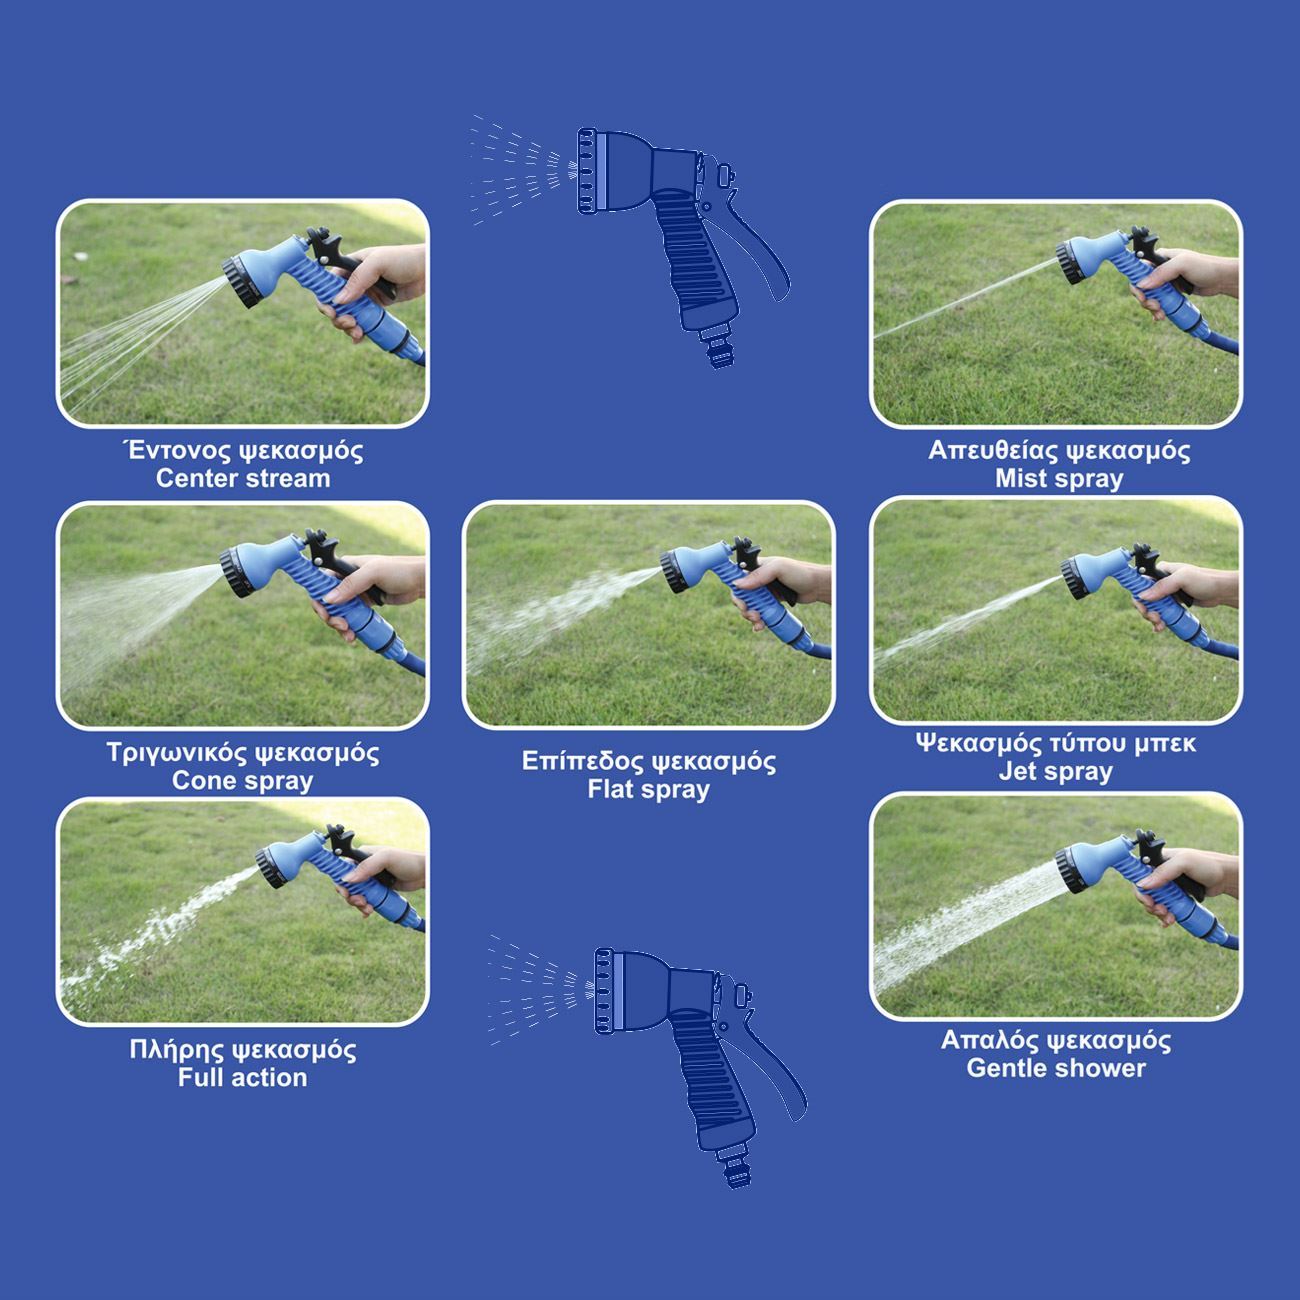 Έντονος ψεκασμός
Center stream
Απευθείας ψεκασμός
Mist spray
Τριγωνικός ψεκασμός
Cone spray
Επίπεδος ψεκασμός
Flat spray
Ψεκασμός τύπου μπεκ
Jet spray
Πλήρης ψεκασμός
Full action
Απαλός ψεκασμός
Gentle shower